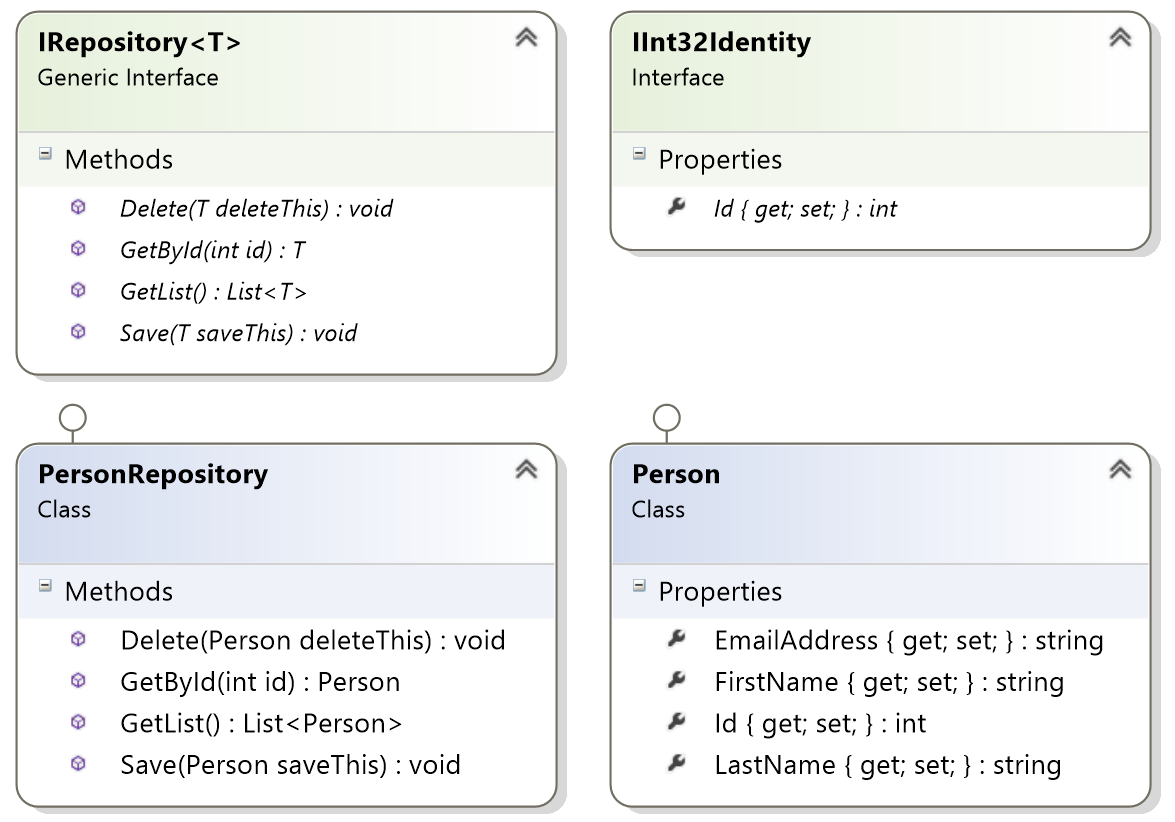 IRepository<T>
Generic Interface
Methods
Delete(T deleteThis) : void
GetById(int id) : T
GetList() : List<T>
Save(T saveThis) : void
IInt32Identity
Interface
Properties
Id { get; set; } : int
PersonRepository
Class
Methods
Delete(Person deleteThis) : void
GetById(int id) : Person
GetList() : List<Person>
Save(Person saveThis) : void
Person
Class
Properties
EmailAddress { get; set; } : string
FirstName { get; set; } : string
Id { get; set; } : int
LastName { get; set; } : string